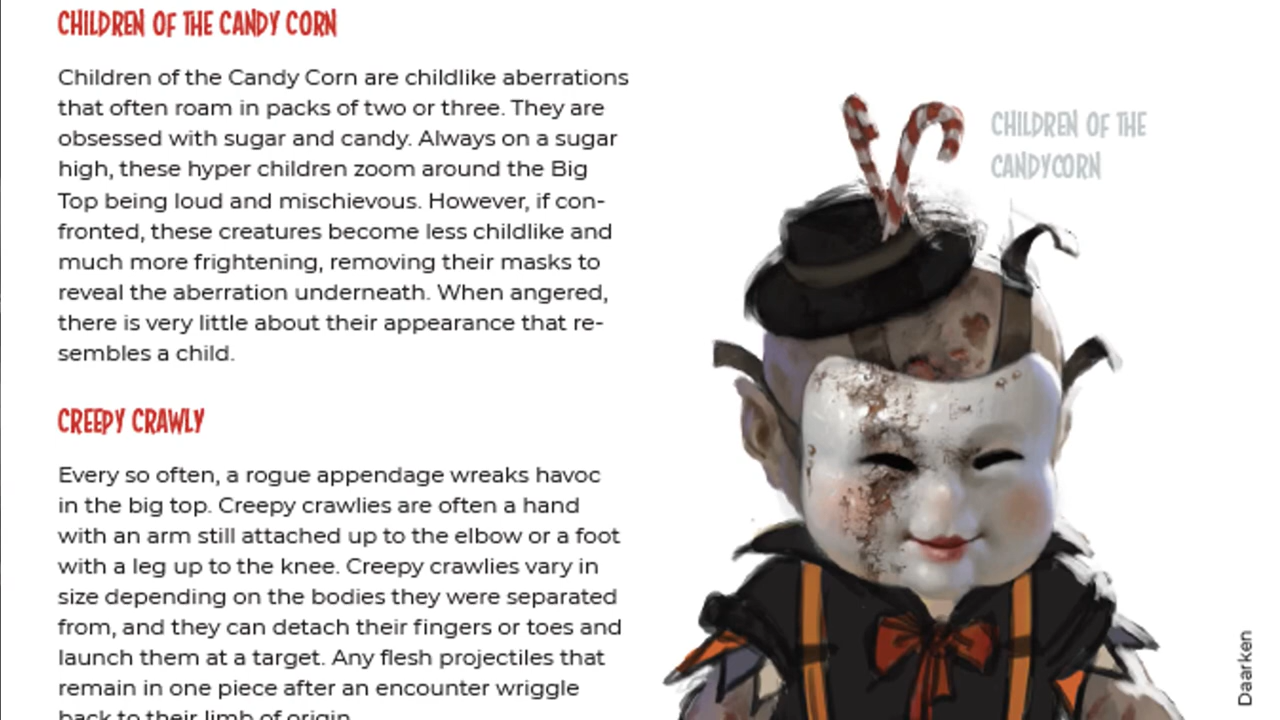 CHILDREN OF THE CANDY CORN
Children of the Candy Corn are childlike aberrations
that often roam in packs of two or three. They are
obsessed with sugar and candy. Always on a sugar
high, these hyper children zoom around the Big
Top being loud and mischievous. However, if con-
fronted, these creatures become less childlike and
much more frightening, removing their masks to
reveal the aberration underneath. When angered,
there is very little about their appearance that re-
sembles a child.
CREEPY CRAWLY
Every so often, a rogue appendage wreaks havoc
in the big top. Creepy crawlies are often a hand
with an arm still attached up to the elbow or a foot
with a leg up to the knee. Creepy crawlies vary in
size depending on the bodies they were separated
from, and they can detach their fingers or toes and
launch them at a target. Any flesh projectiles that
remain in one piece after an encounter wriggle
back to their limb of origin.
CHILDREN OF THE
CANDYCORN
Daarken